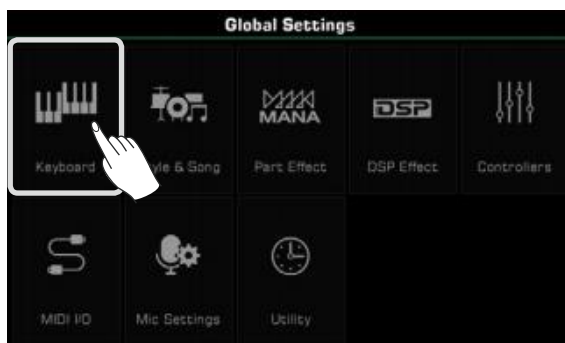 Global Settings
MANA
DSP
Keyboard
yle & Song
Part Effect
DSP Effect
Controllers
MIDI I/O
Mic Settings
Utility